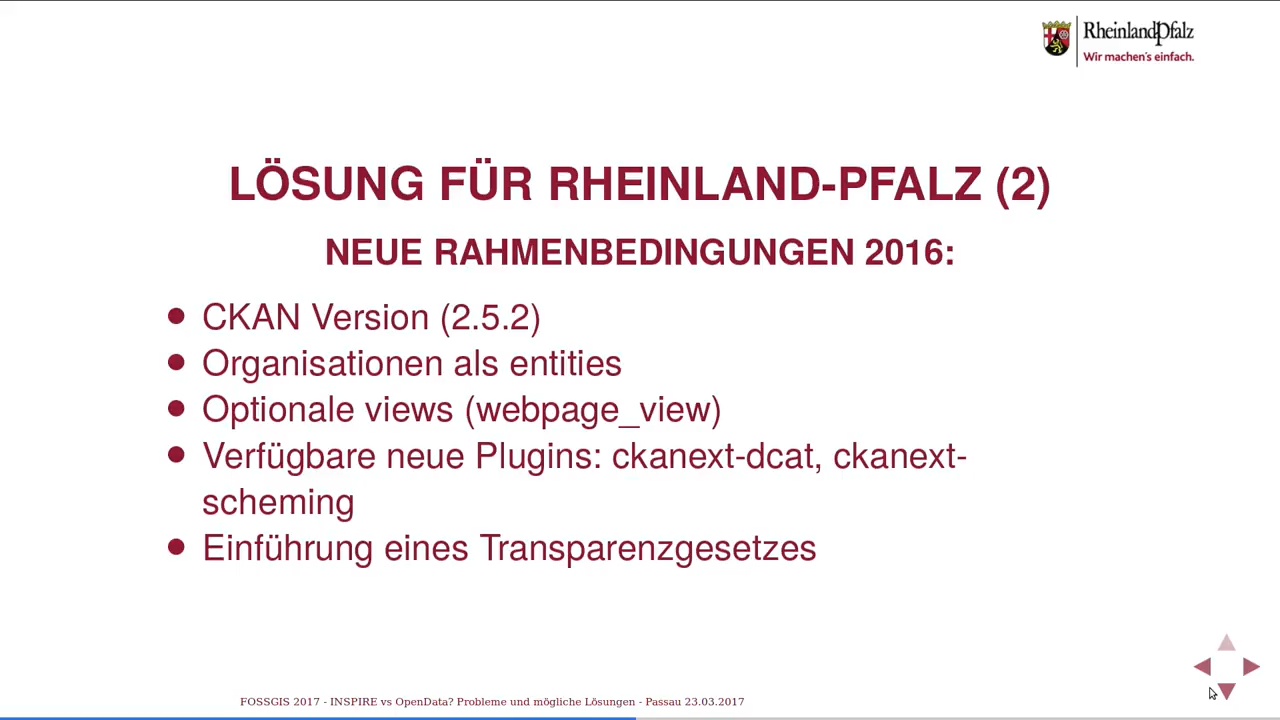 RheinlandPfalz
Wir machen's einfach.
LÖSUNG FÜR RHEINLAND-PFALZ (2)
NEUE RAHMENBEDINGUNGEN 2016:
• CKAN Version (2.5.2)
• Organisationen als entities
• Optionale views (webpage_view)
• Verfügbare neue Plugins: ckanext-dcat, ckanext-
scheming
• Einführung eines Transparenzgesetzes
FOSSGIS 2017 - INSPIRE vs OpenData? Probleme und mögliche Lösungen - Passau 23.03.2017